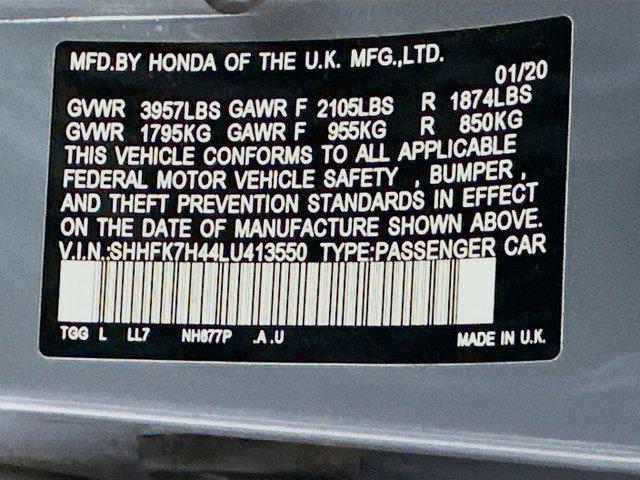 MFD.BY HONDA OF THE U.K. MFG.,LTD.
01/20
GVWR 3957LBS GAWR F 2105LBS R 1874LBS
GVWR 1795KG GAWR F 955KG R 850KG
THIS VEHICLE CONFORMS TO ALL APPLICABLE
FEDERAL MOTOR VEHICLE SAFETY , BUMPER ,
AND THEFT PREVENTION STANDARDS IN EFFECT
ON THE DATE OF MANUFACTURE SHOWN ABOVE.
V.I.N.:SHHFK7H44LU413550 TYPE:PASSENGER CAR
TGG L LL7 NH877P .A .U MADE IN U.K.